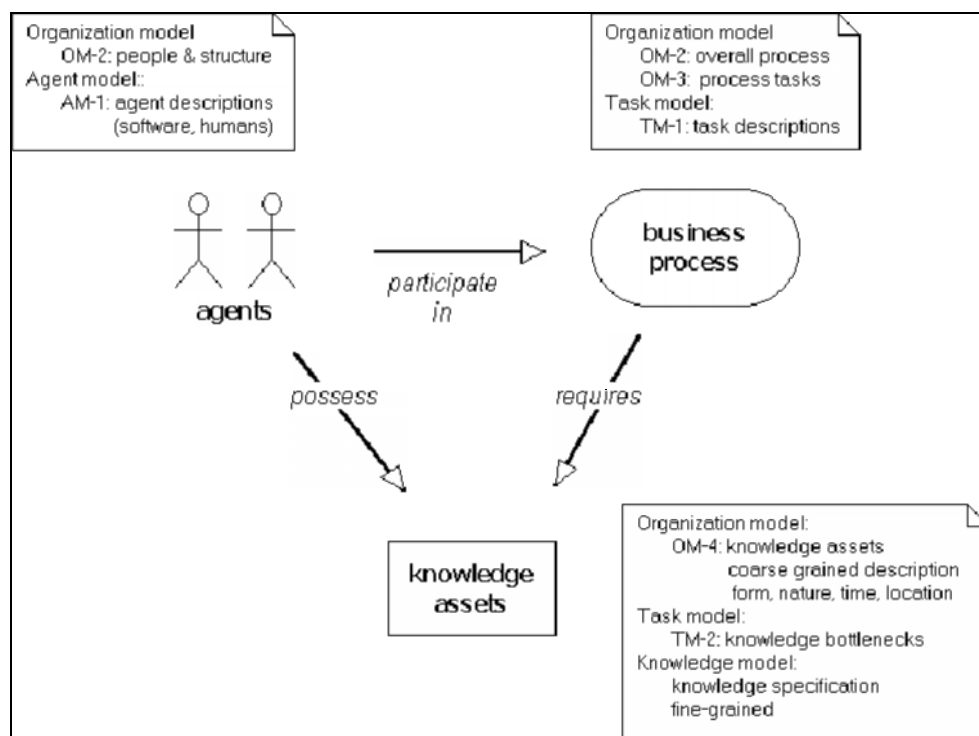 Organization model
OM-2: people & structure
Agent model::
AM-1: agent descriptions
(software, humans)
Organization model
OM-2: overall process
OM-3: process tasks
Task model:
TM-1: task descriptions
agents
participate
in
business
process
possess
requires
knowledge
assets
Organization model:
OM-4: knowledge assets
coarse grained description
form, nature, time, location
Task model:
TM-2: knowledge bottlenecks
Knowledge model:
knowledge specification
fine-grained